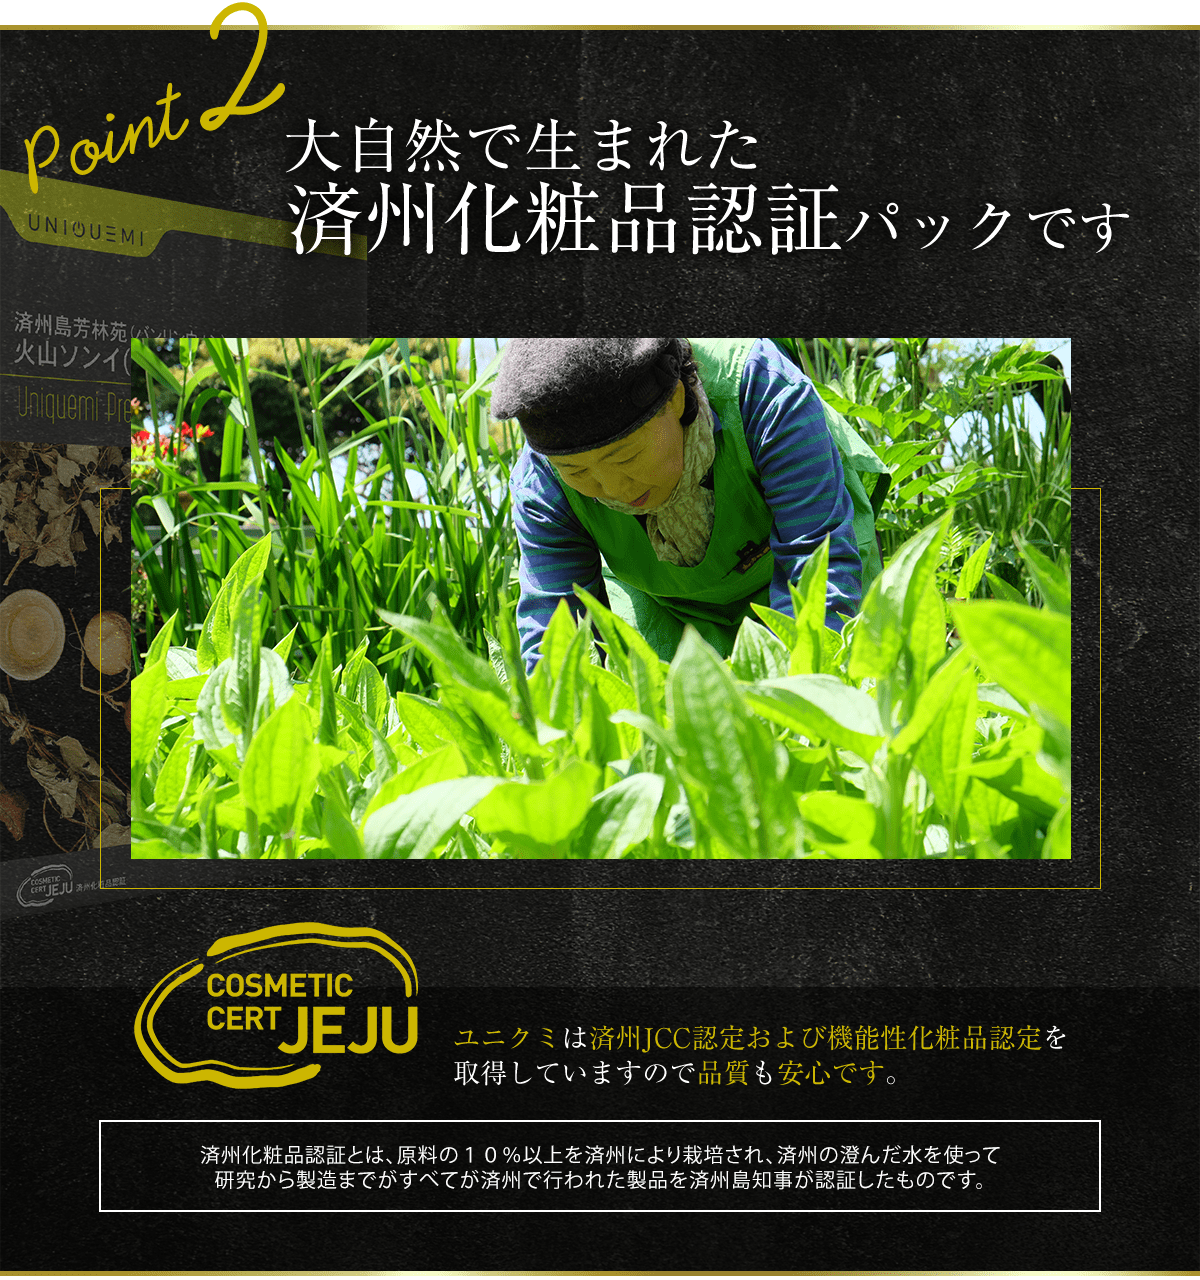 Point 2
大自然で生まれた
済州化粧品認証パックです
UNIQUEMI
済州島芳林苑
火山ソンイ(
Uniquemi Pre
COSMETIC
CERT JEJU 済州化粧品認証
COSMETIC
CERT JEJU
ユニクミは済州JCC認定および機能性化粧品認定を
取得していますので品質も安心です。
済州化粧品認証とは、原料の１０％以上を済州により栽培され、済州の澄んだ水を使って
研究から製造までがすべてが済州で行われた製品を済州島知事が認証したものです。